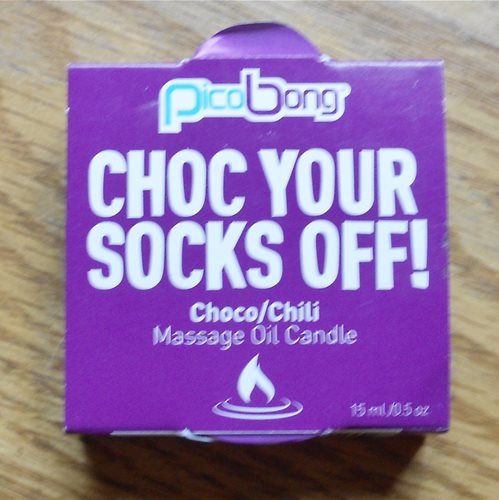 PicoBong
CHOC YOUR
SOCKS OFF!
Choco/Chili
Massage Oil Candle
15 ml /0.5 oz